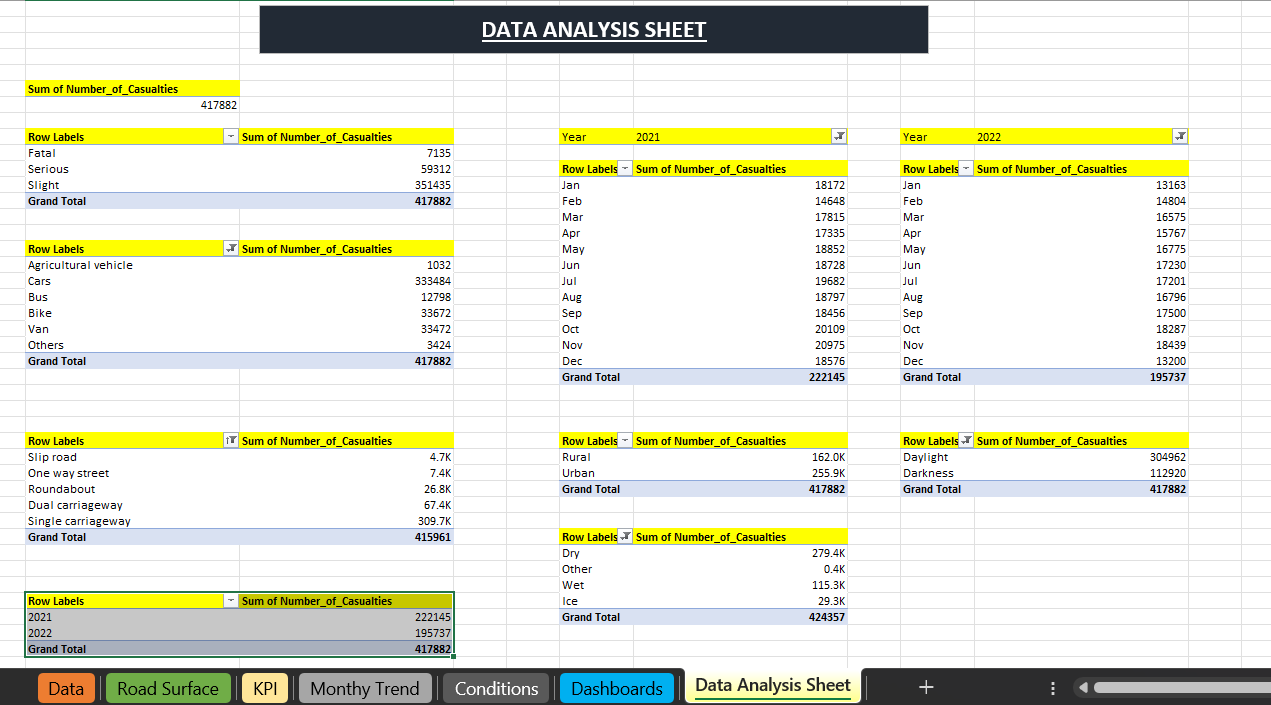 DATA ANALYSIS SHEET
Sum of Number_of_Casualties
417882
Row Labels Sum of Number_of_Casualties
Fatal 7135
Serious 59312
Slight 351435
Grand Total 417882
Row Labels Sum of Number_of_Casualties
Agricultural vehicle 1032
Cars 333484
Bus 12798
Bike 33672
Van 33472
Others 3424
Grand Total 417882
Year 2021
Row Labels Sum of Number_of_Casualties
Jan 18172
Feb 14648
Mar 17815
Apr 17335
May 18852
Jun 18728
Jul 19682
Aug 18797
Sep 18456
Oct 20109
Nov 20975
Dec 18576
Grand Total 222145
Year 2022
Row Labels Sum of Number_of_Casualties
Jan 13163
Feb 14804
Mar 16575
Apr 15767
May 16775
Jun 17230
Jul 17201
Aug 16796
Sep 17500
Oct 18287
Nov 18439
Dec 13200
Grand Total 195737
Row Labels Sum of Number_of_Casualties
Slip road 4.7K
One way street 7.4K
Roundabout 26.8K
Dual carriageway 67.4K
Single carriageway 309.7K
Grand Total 415961
Row Labels Sum of Number_of_Casualties
Rural 162.0K
Urban 255.9K
Grand Total 417882
Row Labels Sum of Number_of_Casualties
Daylight 304962
Darkness 112920
Grand Total 417882
Row Labels Sum of Number_of_Casualties
Dry 279.4K
Other 0.4K
Wet 115.3K
Ice 29.3K
Grand Total 424357
Row Labels Sum of Number_of_Casualties
2021 222145
2022 195737
Grand Total 417882
Data Road Surface KPI Monthy Trend Conditions Dashboards Data Analysis Sheet